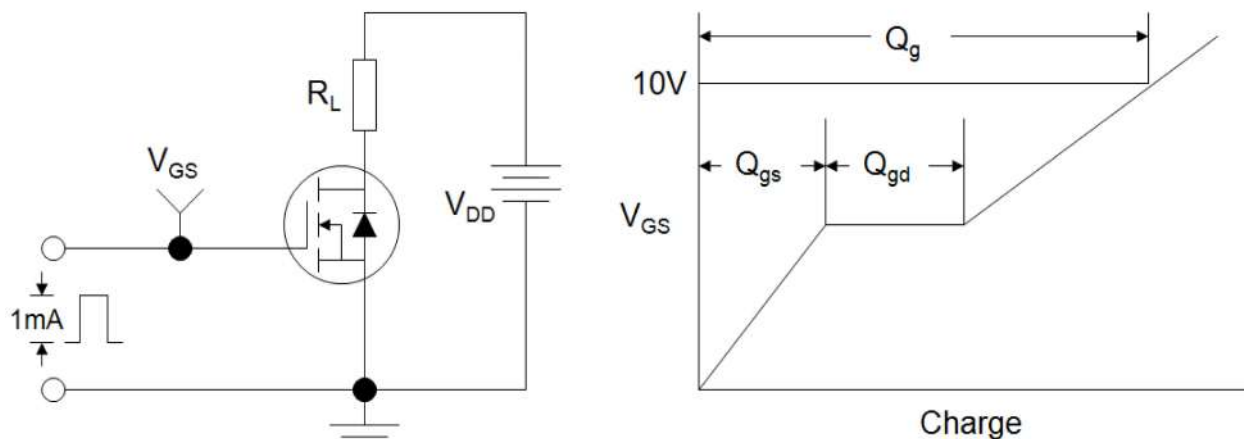 R_L
V_GS
V_DD
1mA
Q_g
10V
Q_gs
Q_gd
V_GS
Charge